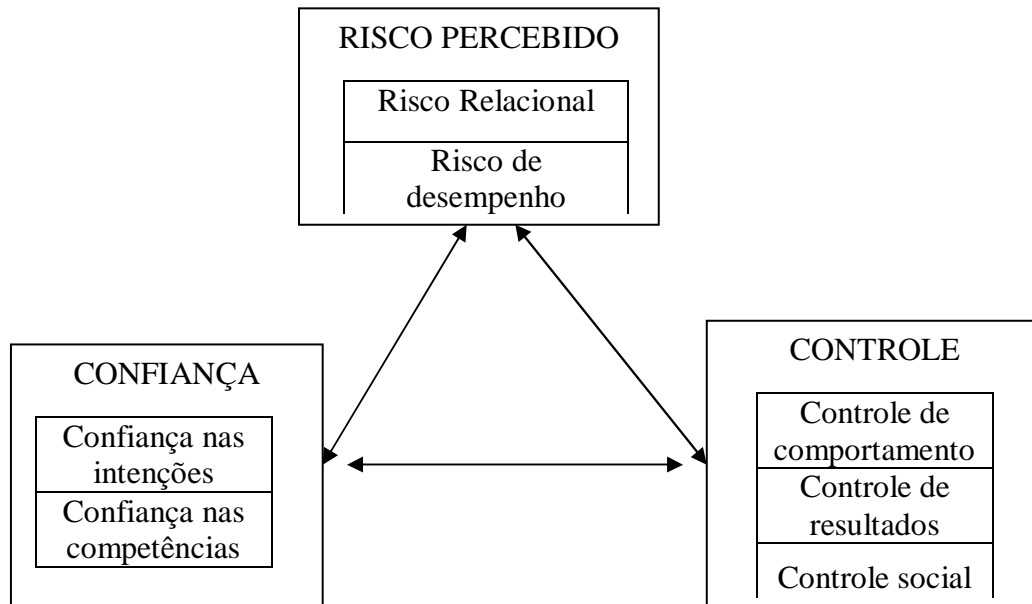 RISCO PERCEBIDO
Risco Relacional
Risco de
desempenho
CONFIANÇA
Confiança nas
intenções
Confiança nas
competências
CONTROLE
Controle de
comportamento
Controle de
resultados
Controle social